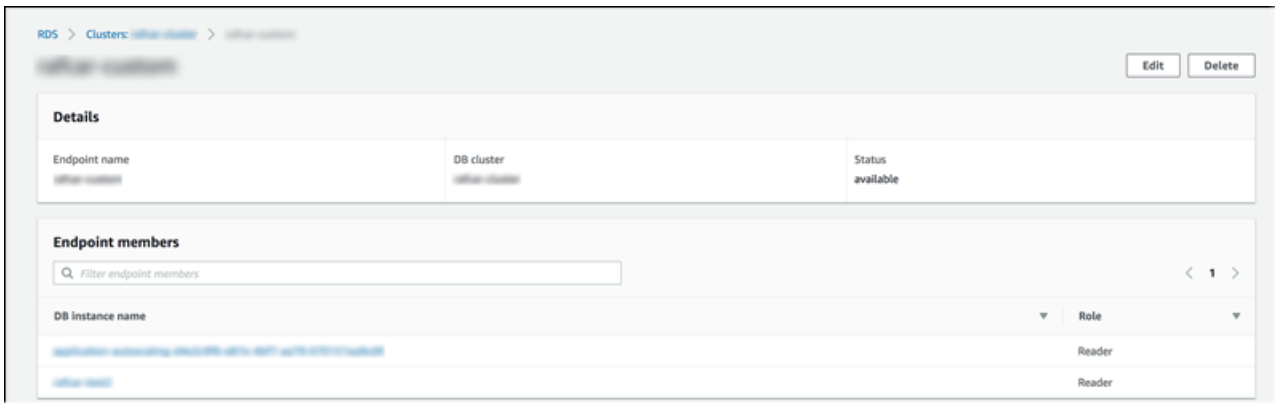 RDS > Clusters: >
Edit Delete
Details
Endpoint name DB cluster Status
available
Endpoint members
Filter endpoint members < 1 >
DB instance name Role
Reader
Reader